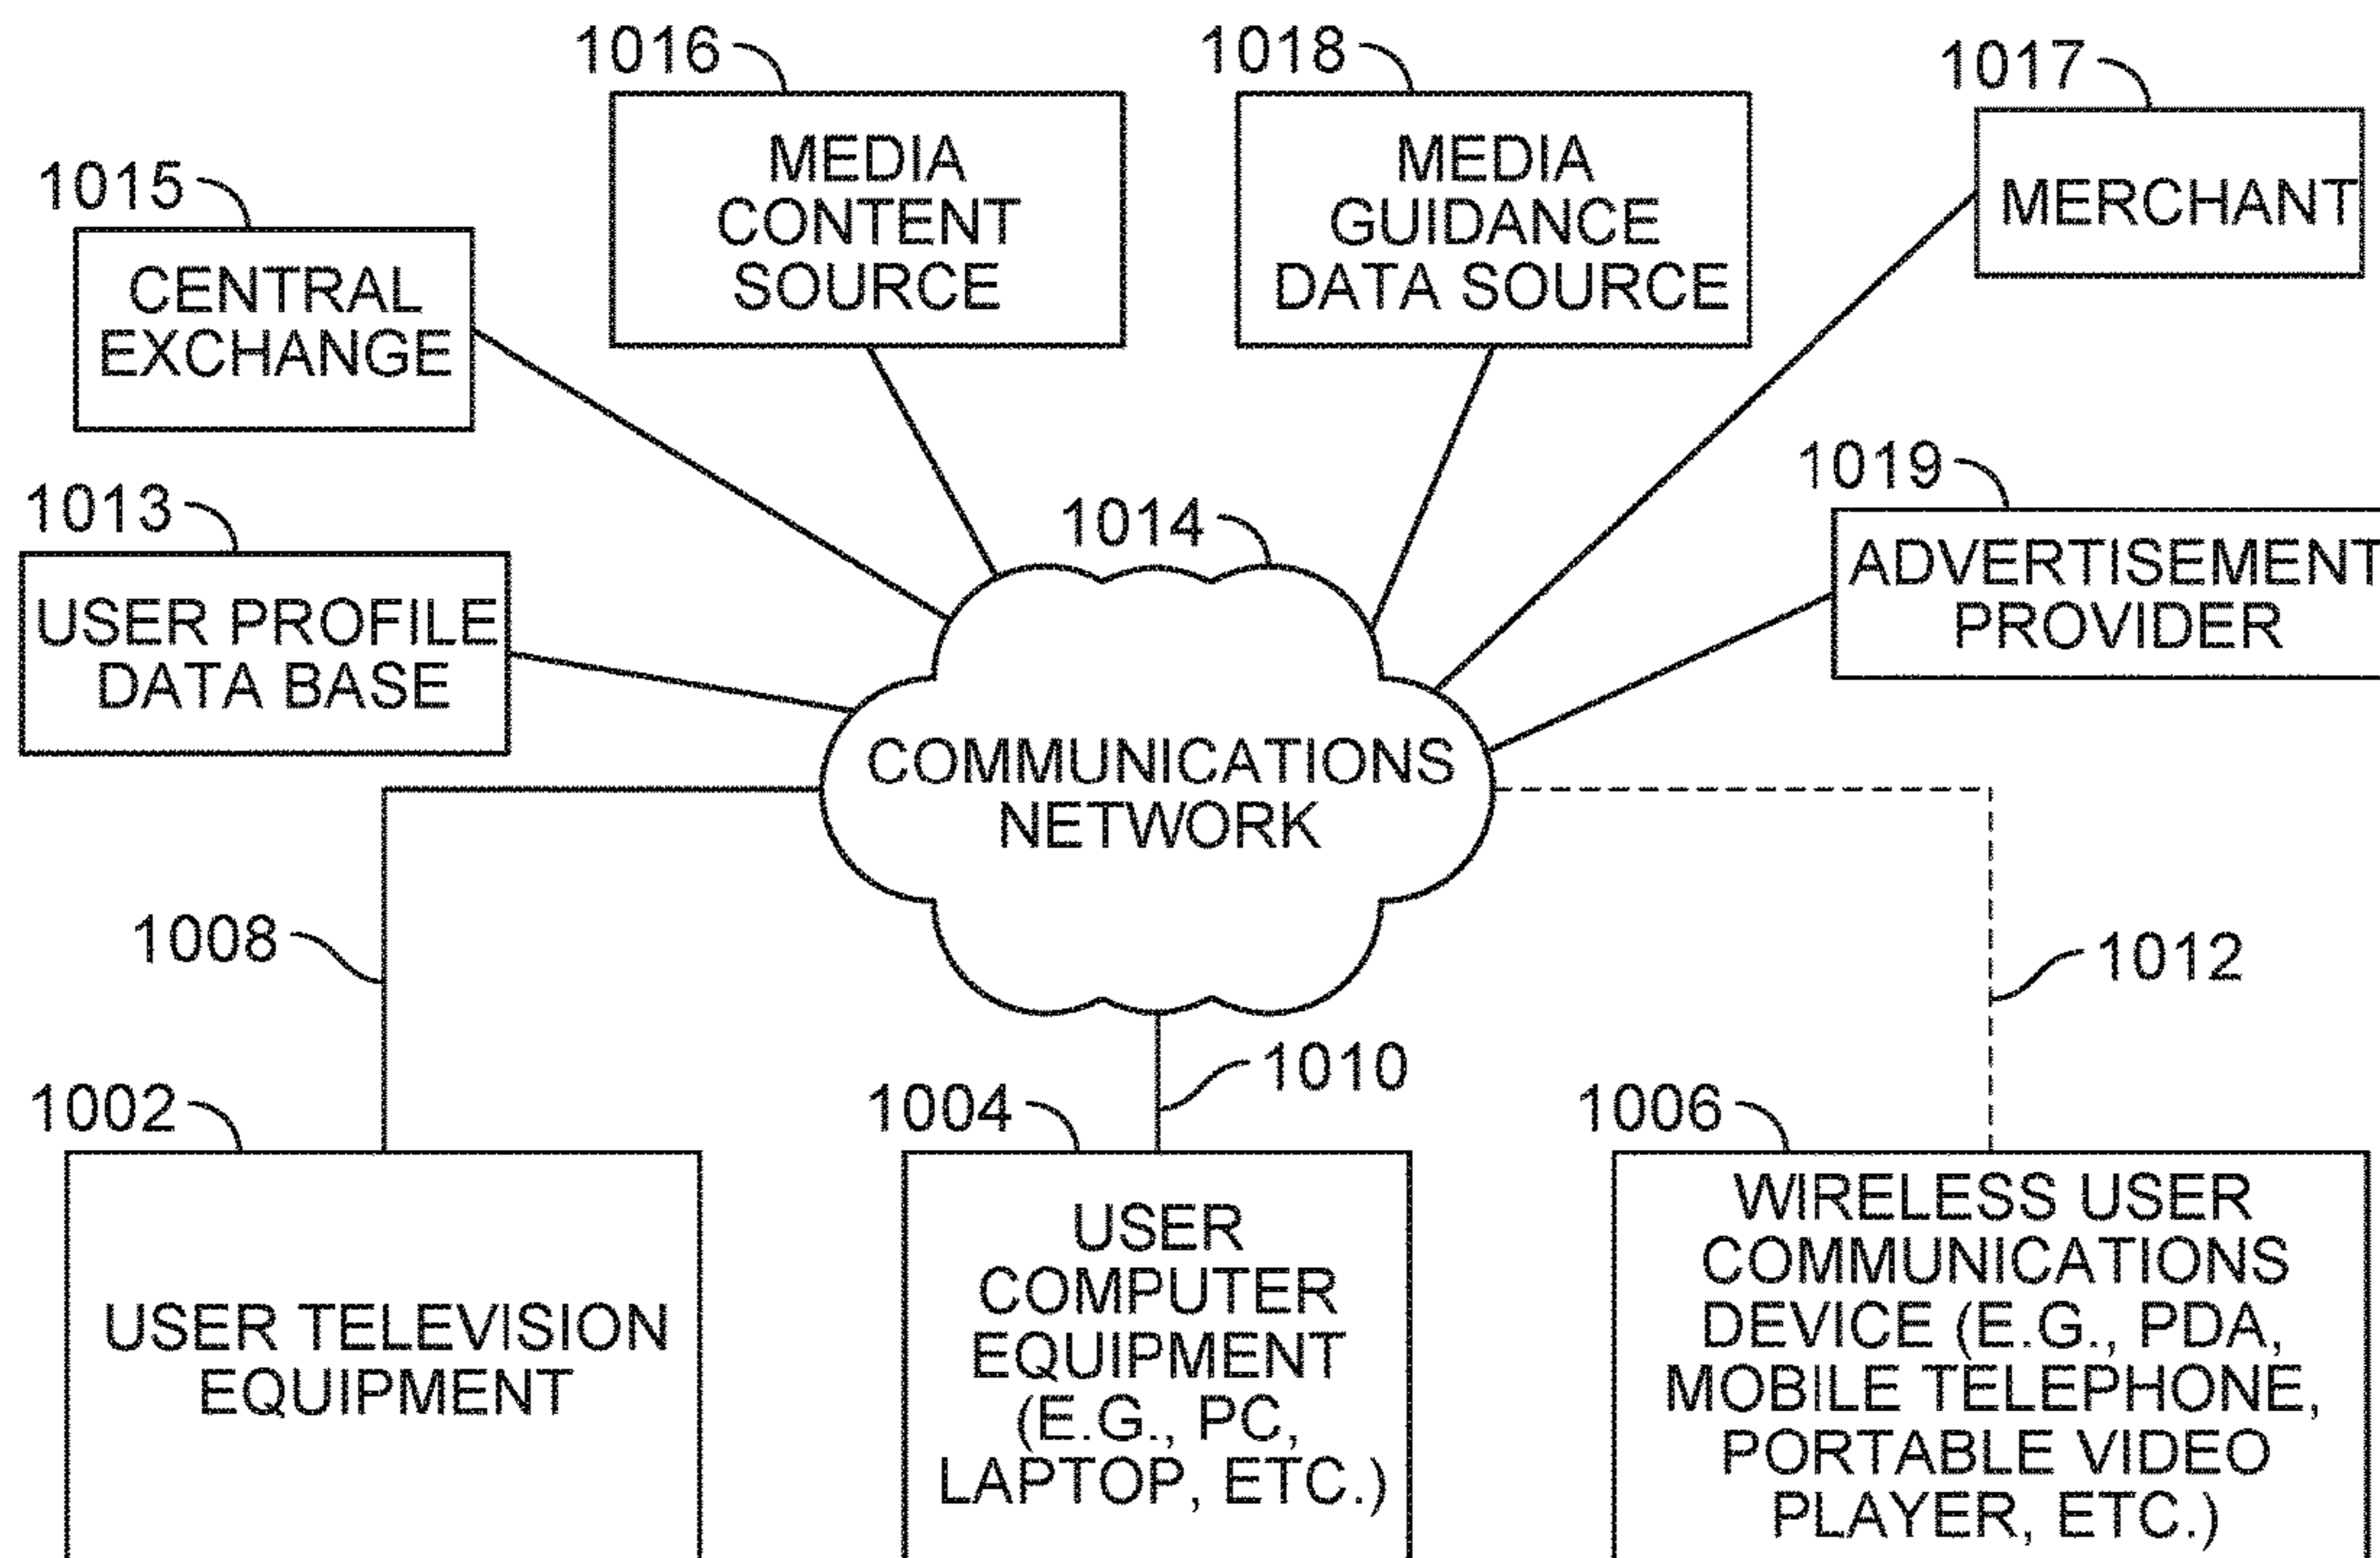 1016
MEDIA
CONTENT
SOURCE
1018
MEDIA
GUIDANCE
DATA SOURCE
1017
MERCHANT
1015
CENTRAL
EXCHANGE
1013
USER PROFILE
DATA BASE
1014
COMMUNICATIONS
NETWORK
1019
ADVERTISEMENT
PROVIDER
1008
1012
1010
1002
USER TELEVISION
EQUIPMENT
1004
USER
COMPUTER
EQUIPMENT
(E.G., PC,
LAPTOP, ETC.)
1006
WIRELESS USER
COMMUNICATIONS
DEVICE (E.G., PDA,
MOBILE TELEPHONE,
PORTABLE VIDEO
PLAYER, ETC.)